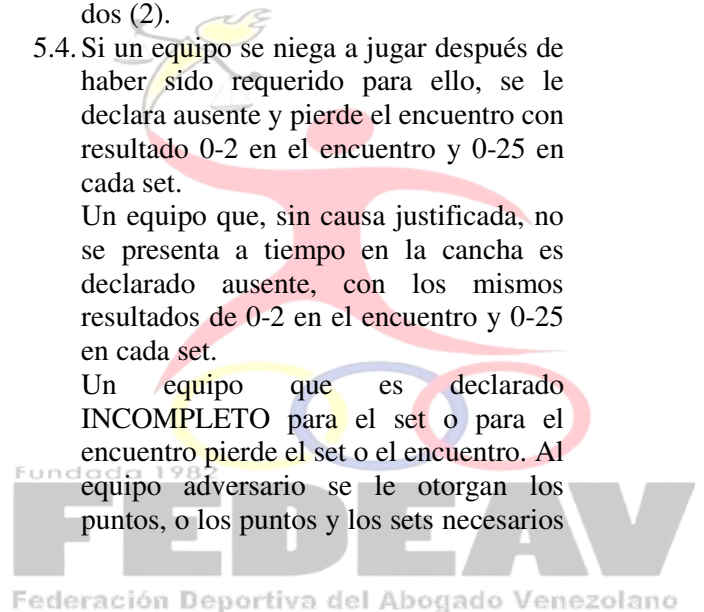 dos (2).
5.4. Si un equipo se niega a jugar después de
haber sido requerido para ello, se le
declara ausente y pierde el encuentro con
resultado 0-2 en el encuentro y 0-25 en
cada set.
Un equipo que, sin causa justificada, no
se presenta a tiempo en la cancha es
declarado ausente, con los mismos
resultados de 0-2 en el encuentro y 0-25
en cada set.
Un equipo que es declarado
INCOMPLETO para el set o para el
encuentro pierde el set o el encuentro. Al
Fundada 1982
equipo adversario se le otorgan los
puntos, o los puntos y los sets necesarios
FEDEAV
Federación Deportiva del Abogado Venezolano